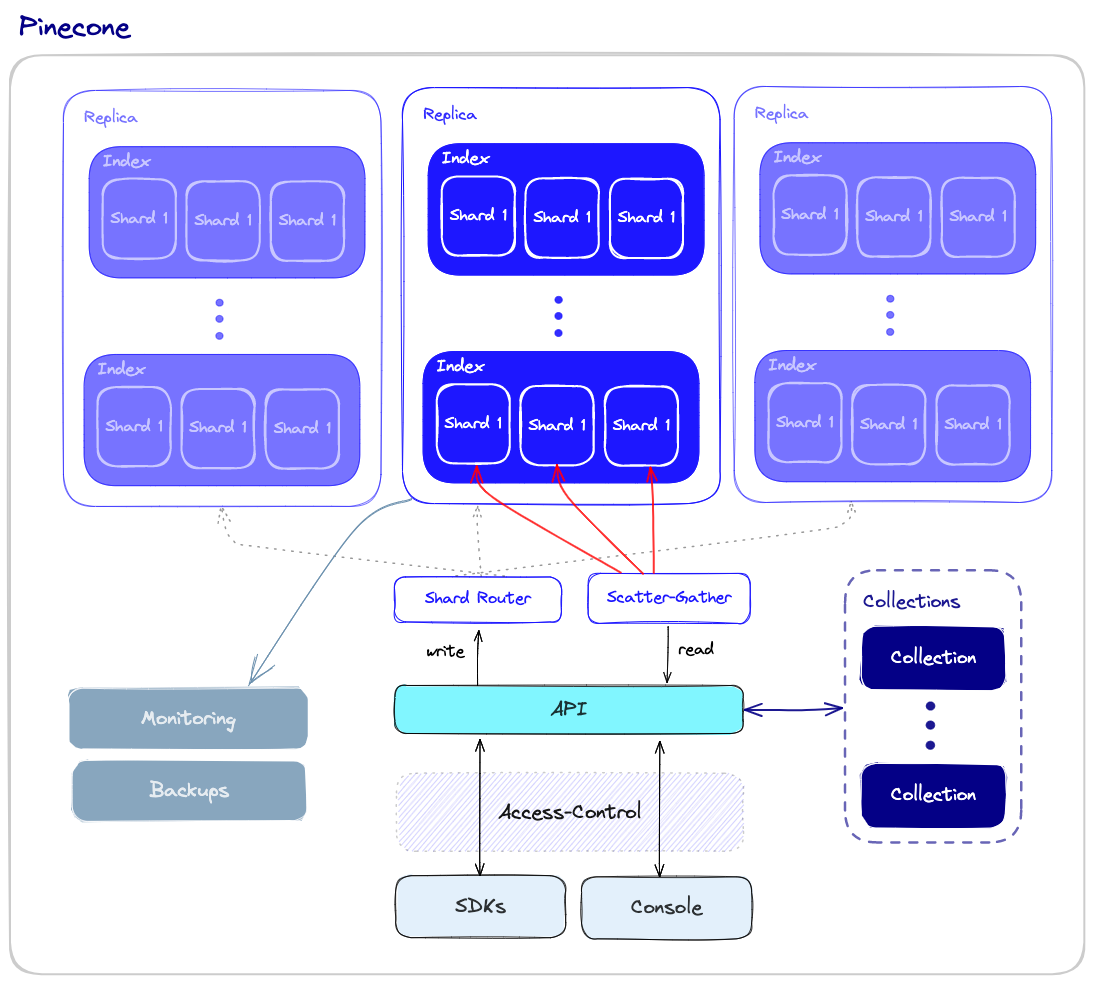 Pinecone
Replica
Index
Shard 1
Shard 1
Shard 1
Index
Shard 1
Shard 1
Shard 1
Replica
Index
Shard 1
Shard 1
Shard 1
Index
Shard 1
Shard 1
Shard 1
Replica
Index
Shard 1
Shard 1
Shard 1
Index
Shard 1
Shard 1
Shard 1
Shard Router
Scatter-Gather
write
read
API
Collections
Collection
Collection
Monitoring
Backups
Access-Control
SDKs
Console